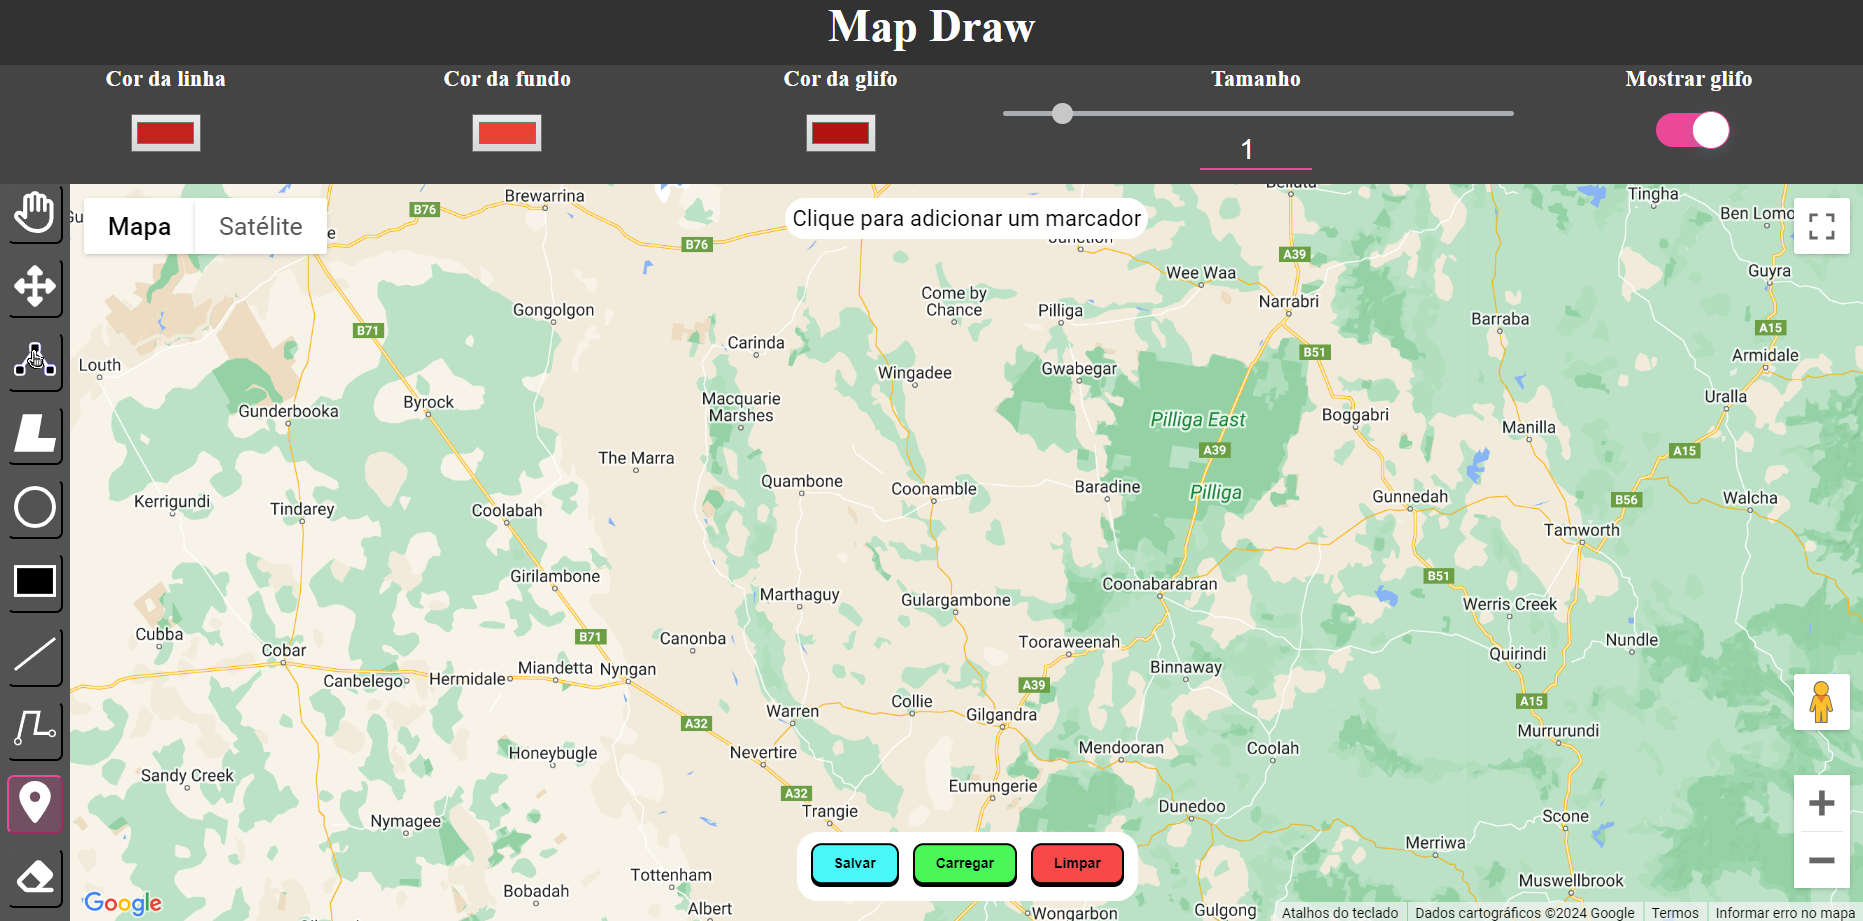 Map Draw
Cor da linha
Cor da fundo
Cor da glifo
Tamanho
Mostrar glifo
1
Mapa
Satélite
Clique para adicionar um marcador
Brewarrina
B76
B76
Junction
Bellata
Tingha
Ben Lomo
A39
Wee Waa
Guyra
Come by
Chance
Pilliga
Narrabri
Gongolgon
B71
Barraba
A15
Carinda
B51
Armidale
Louth
Wingadee
Gwabegar
Gunderbooka
Byrock
Macquarie
Marshes
Uralla
Boggabri
Pilliga East
Manilla
A39
A15
The Marra
Quambone
Coonamble
Baradine
Pilliga
Gunnedah
B56
Walcha
Kerrigundi
Tindarey
Coolabah
Tamworth
Girilambone
B51
Coonabarabran
Marthaguy
Gulargambone
Werris Creek
Cubba
B71
Canonba
Tooraweenah
Nundle
Cobar
Quirindi
Miandetta
Nyngan
Binnaway
Canbelego
Hermidale
A39
A15
Collie
Warren
Gilgandra
A32
Murrurundi
Honeybugle
Nevertire
Mendooran
Coolah
Sandy Creek
A32
Eumungerie
Trangie
Dunedoo
Scone
Nymagee
Merriwa
Salvar
Carregar
Limpar
Tottenham
Muswellbrook
Bobadah
Google
Albert
Wongarbon
Gulgong
Atalhos do teclado
Dados cartográficos ©2024 Google
Termos
Informar erro no mapa